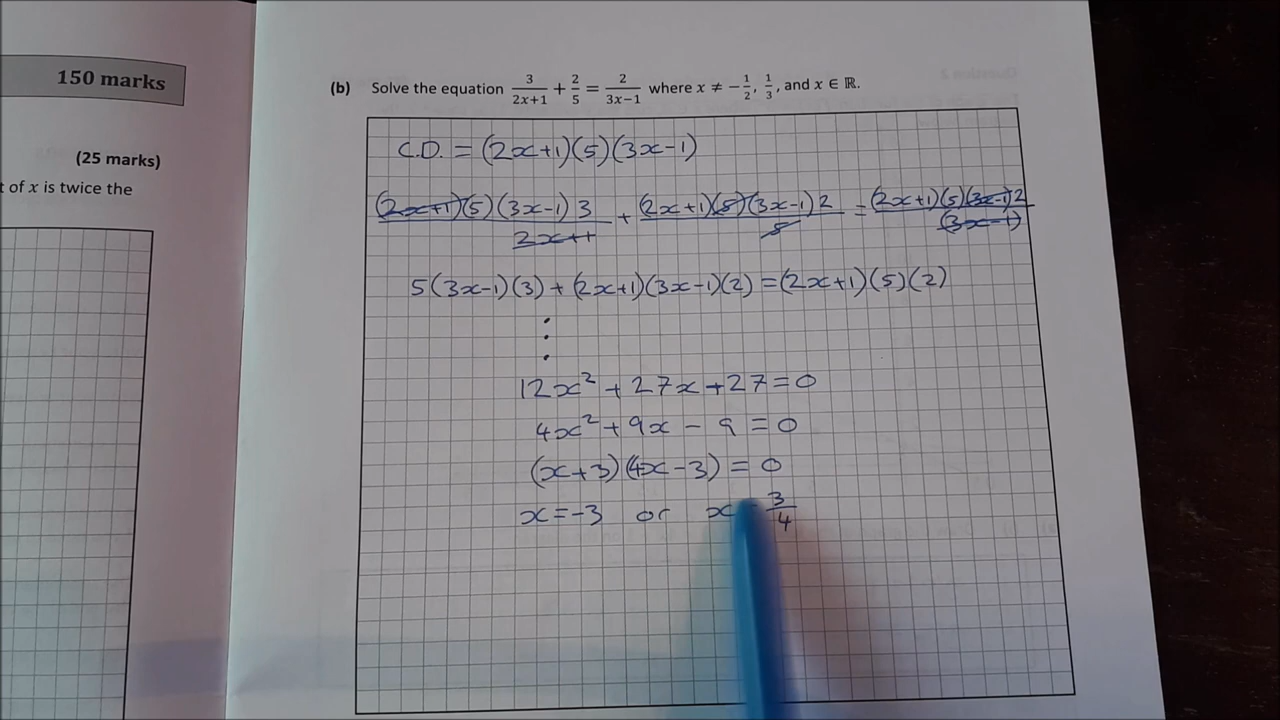 150 marks
(25 marks)
t of x is twice the
(b) Solve the equation 3/(2x+1) + 2/5 = 2/(3x−1) where x ≠ −1/2, 1/3, and x ∈ ℝ.
C.D. = (2x+1)(5)(3x-1)
(2x+1)(5)(3x-1)3/2x+1 + (2x+1)(5)(3x-1)2/5 = (2x+1)(5)(3x-1)2/(3x-1)
5(3x-1)(3) + (2x+1)(3x-1)(2) = (2x+1)(5)(2)
⋮
12x² + 27x + 27 = 0
4x² + 9x - 9 = 0
(x+3)(4x-3) = 0
x = -3 or x = 3/4